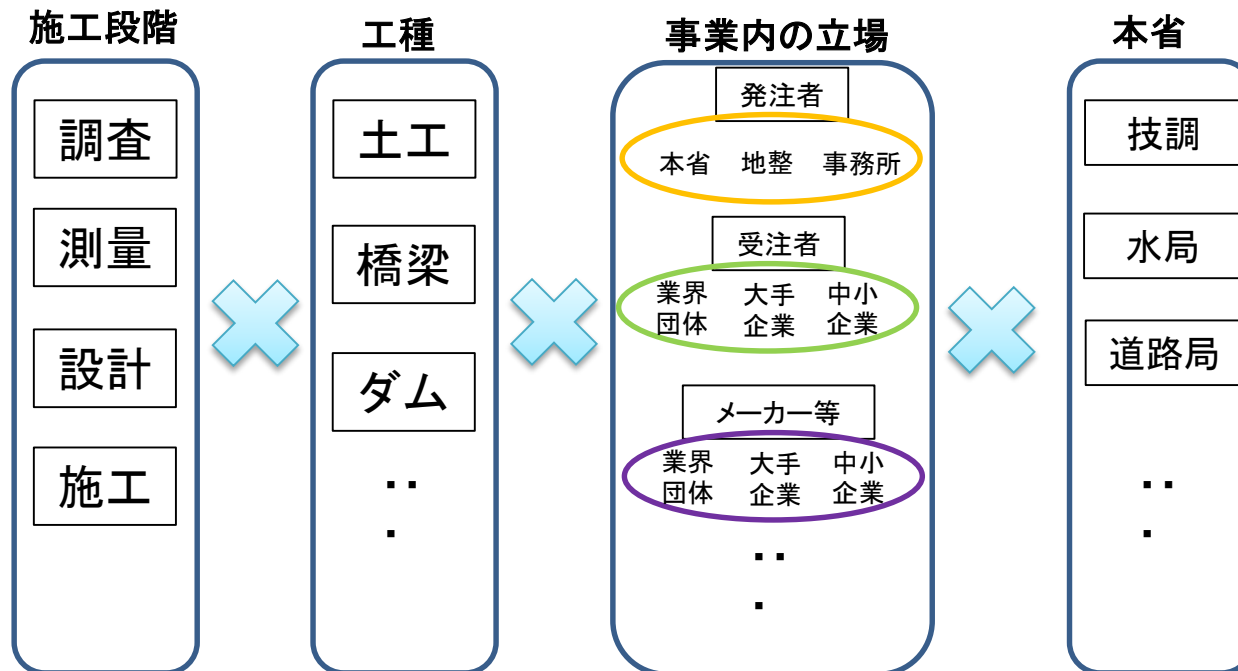 施工段階
調査
測量
設計
施工
工種
土工
橋梁
ダム
･･
･
事業内の立場
発注者
本省 地整 事務所
受注者
業界 大手 中小
団体 企業 企業
メーカー等
業界 大手 中小
団体 企業 企業
･･
･
本省
技調
水局
道路局
･･
･